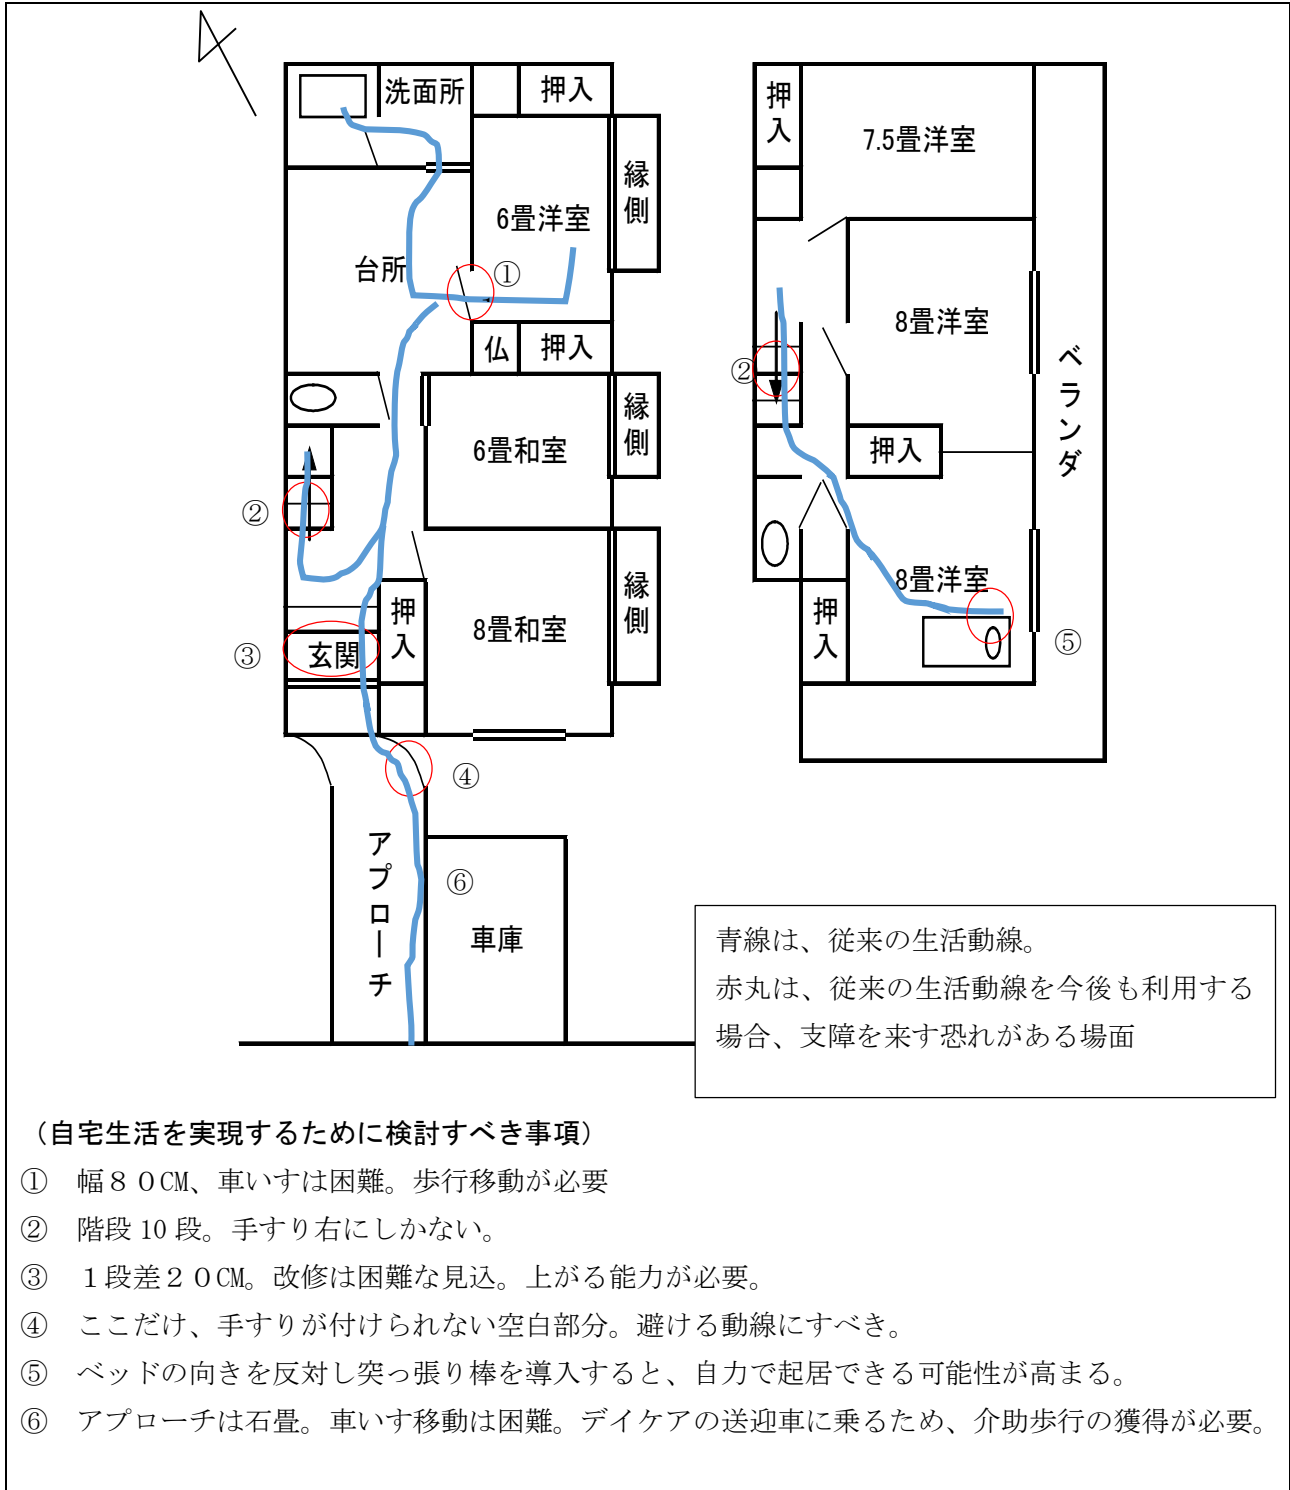 洗面所
押入
6畳洋室
縁側
台所
①
仏
押入
6畳和室
縁側
②
8畳和室
縁側
押入
③
玄関
④
アプローチ
⑥
車庫
押入
7.5畳洋室
8畳洋室
②
押入
ベランダ
8畳洋室
押入
⑤
青線は、従来の生活動線。
赤丸は、従来の生活動線を今後も利用する
場合、支障を来す恐れがある場面
（自宅生活を実現するために検討すべき事項）
①　幅８０CM、車いすは困難。歩行移動が必要
②　階段 10 段。手すり右にしかない。
③　１段差２０CM。改修は困難な見込。上がる能力が必要。
④　ここだけ、手すりが付けられない空白部分。避ける動線にすべき。
⑤　ベッドの向きを反対し突っ張り棒を導入すると、自力で起居できる可能性が高まる。
⑥　アプローチは石畳。車いす移動は困難。デイケアの送迎車に乗るため、介助歩行の獲得が必要。